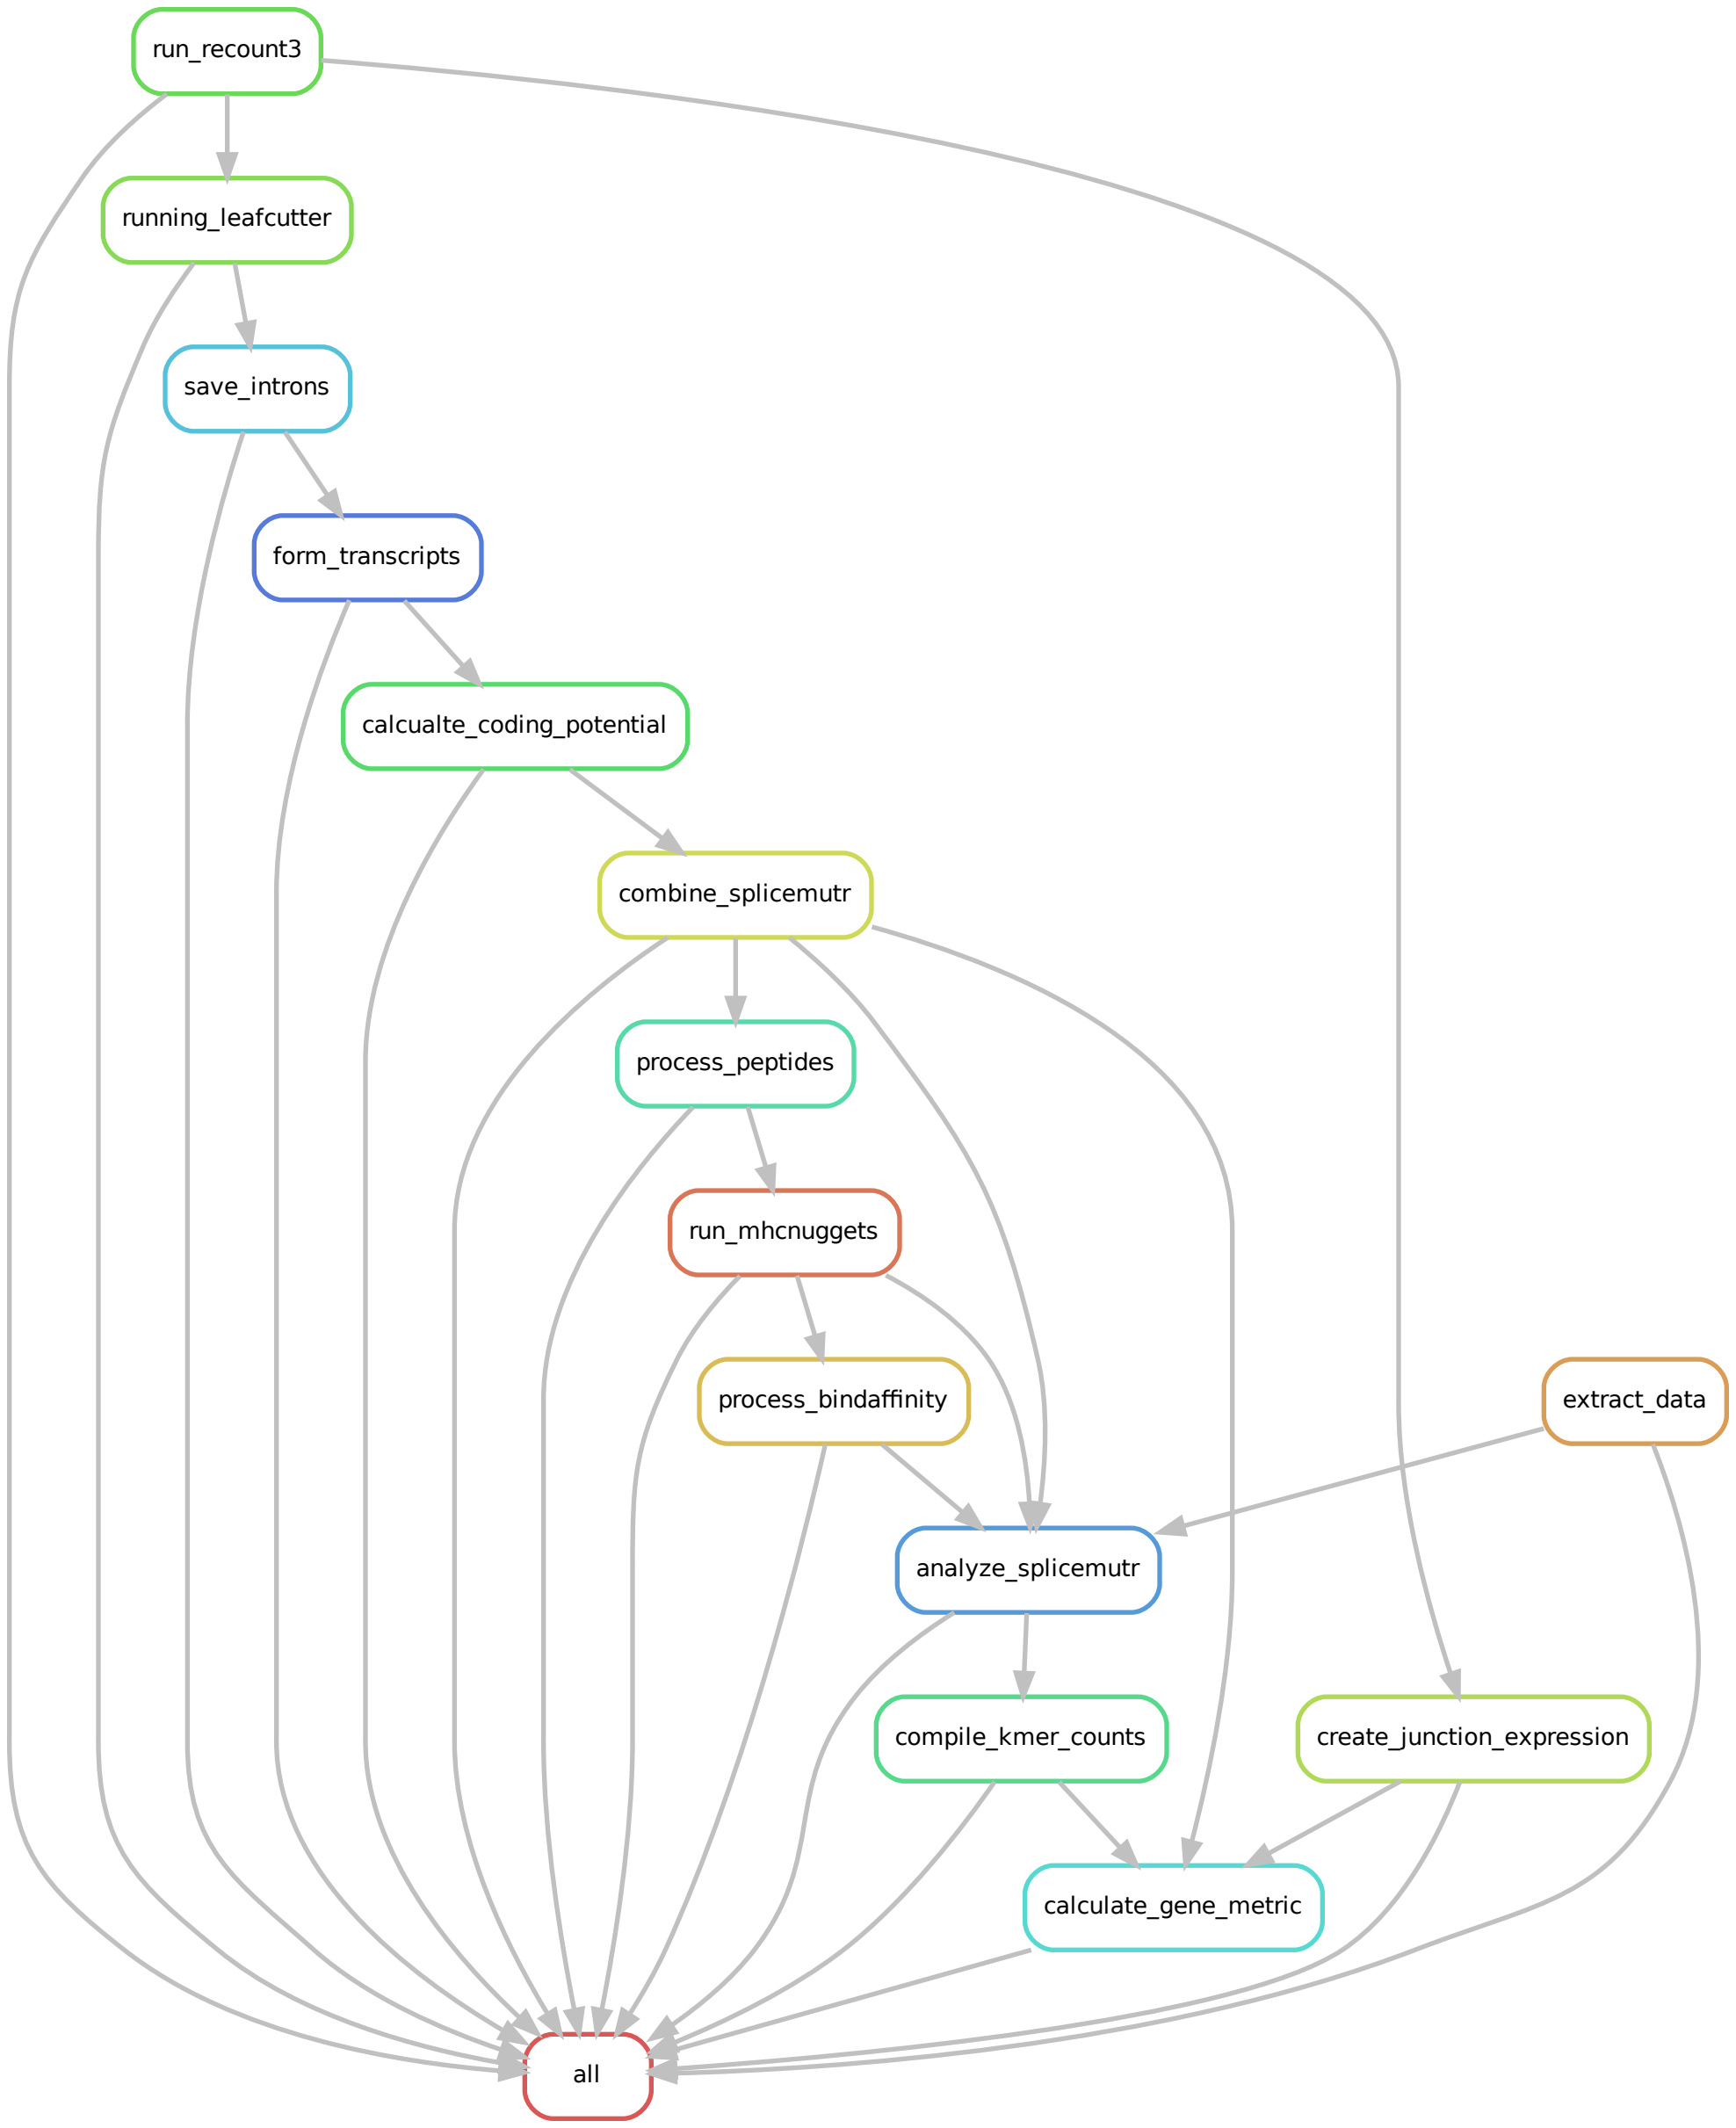 run_recount3
running_leafcutter
save_introns
form_transcripts
calcualte_coding_potential
combine_splicemutr
process_peptides
run_mhcnuggets
process_bindaffinity
extract_data
analyze_splicemutr
compile_kmer_counts
create_junction_expression
calculate_gene_metric
all